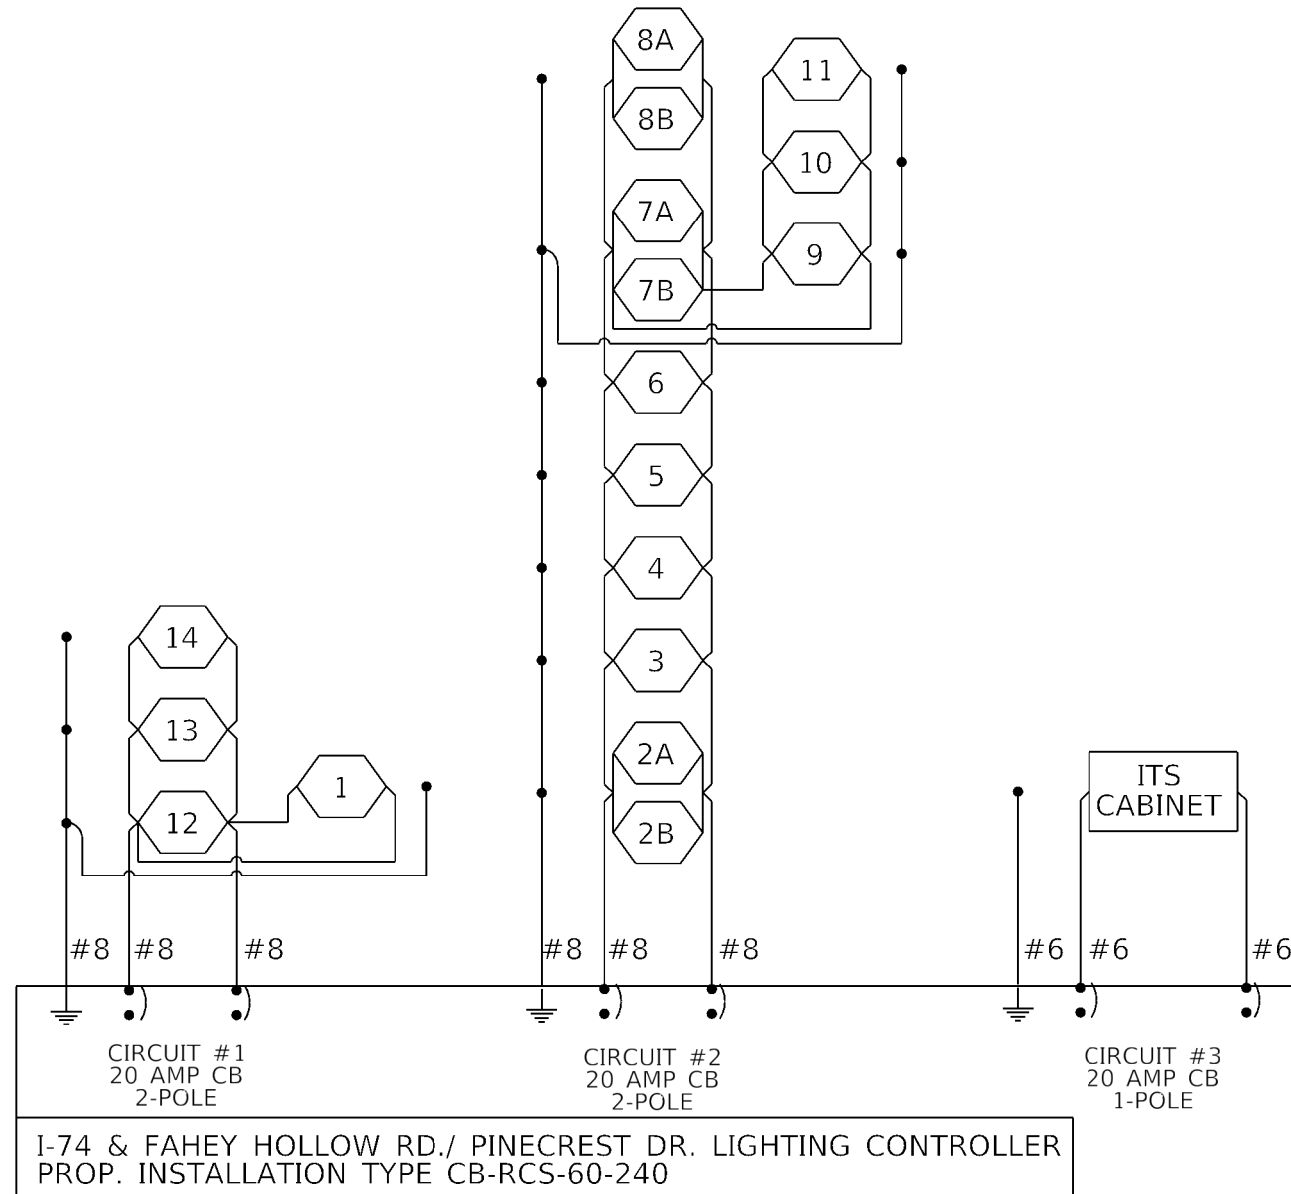 8A
11
8B
10
7A
9
7B
6
5
4
14
3
13
2A
ITS
1
CABINET
12
2B
#8 #8 #8 #8 #8 #8 #6 #6 #6
CIRCUIT #1
20 AMP CB
2-POLE
CIRCUIT #2
20 AMP CB
2-POLE
CIRCUIT #3
20 AMP CB
1-POLE
I-74 & FAHEY HOLLOW RD./ PINECREST DR. LIGHTING CONTROLLER
PROP. INSTALLATION TYPE CB-RCS-60-240